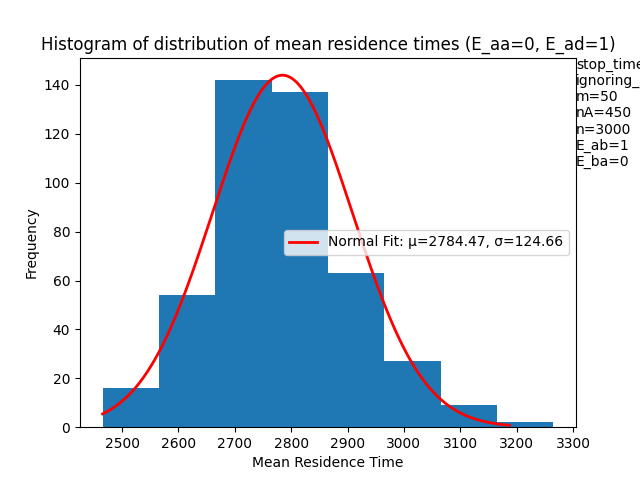 Histogram of distribution of mean residence times (E_aa=0, E_ad=1)
stop_time
ignoring_
m=50
nA=450
n=3000
E_ab=1
E_ba=0
Frequency
140
120
100
80
60
40
20
0
Normal Fit: μ=2784.47, σ=124.66
2500 2600 2700 2800 2900 3000 3100 3200 3300
Mean Residence Time